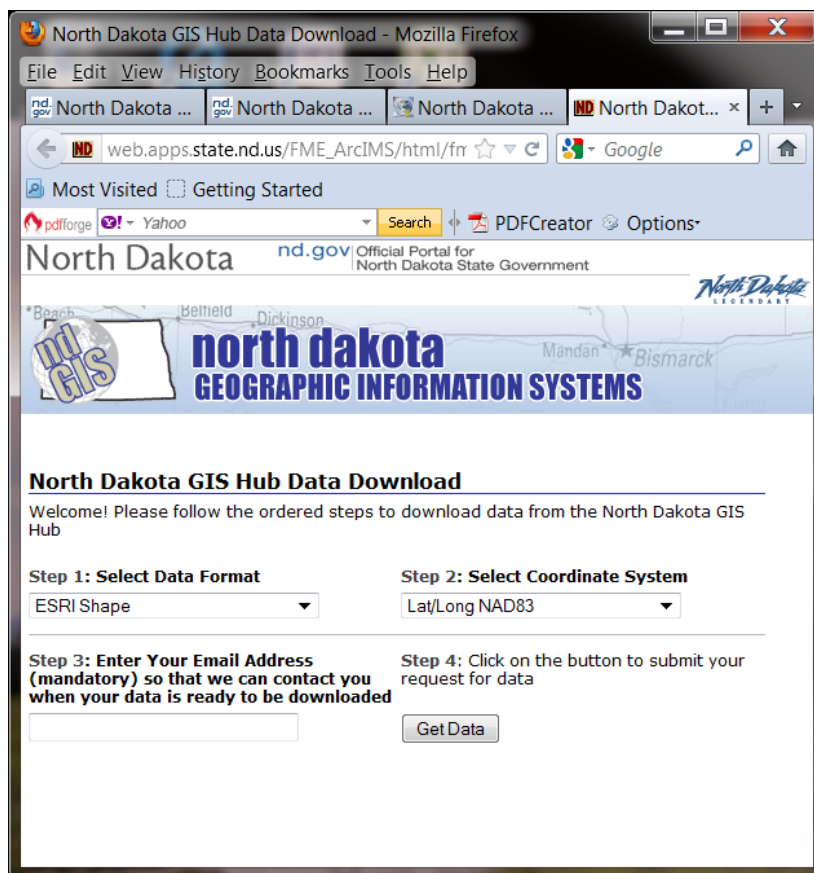 North Dakota GIS Hub Data Download - Mozilla Firefox
File Edit View History Bookmarks Tools Help
nd. gov North Dakota ... nd. gov North Dakota ... North Dakota ... ND North Dakot... × +
ND web.apps.state.nd.us/FME_ArcIMS/html/fm Google
Most Visited Getting Started
pdfforge Y! Yahoo Search PDFCreator Options
North Dakota nd.gov Official Portal for
North Dakota State Government
North Dakota
LEGENDARY
Beach Belfield Dickinson Mandan Bismarck
nd GIS
north dakota
GEOGRAPHIC INFORMATION SYSTEMS
North Dakota GIS Hub Data Download
Welcome! Please follow the ordered steps to download data from the North Dakota GIS
Hub
Step 1: Select Data Format
ESRI Shape
Step 2: Select Coordinate System
Lat/Long NAD83
Step 3: Enter Your Email Address
(mandatory) so that we can contact you
when your data is ready to be downloaded
Step 4: Click on the button to submit your
request for data
Get Data